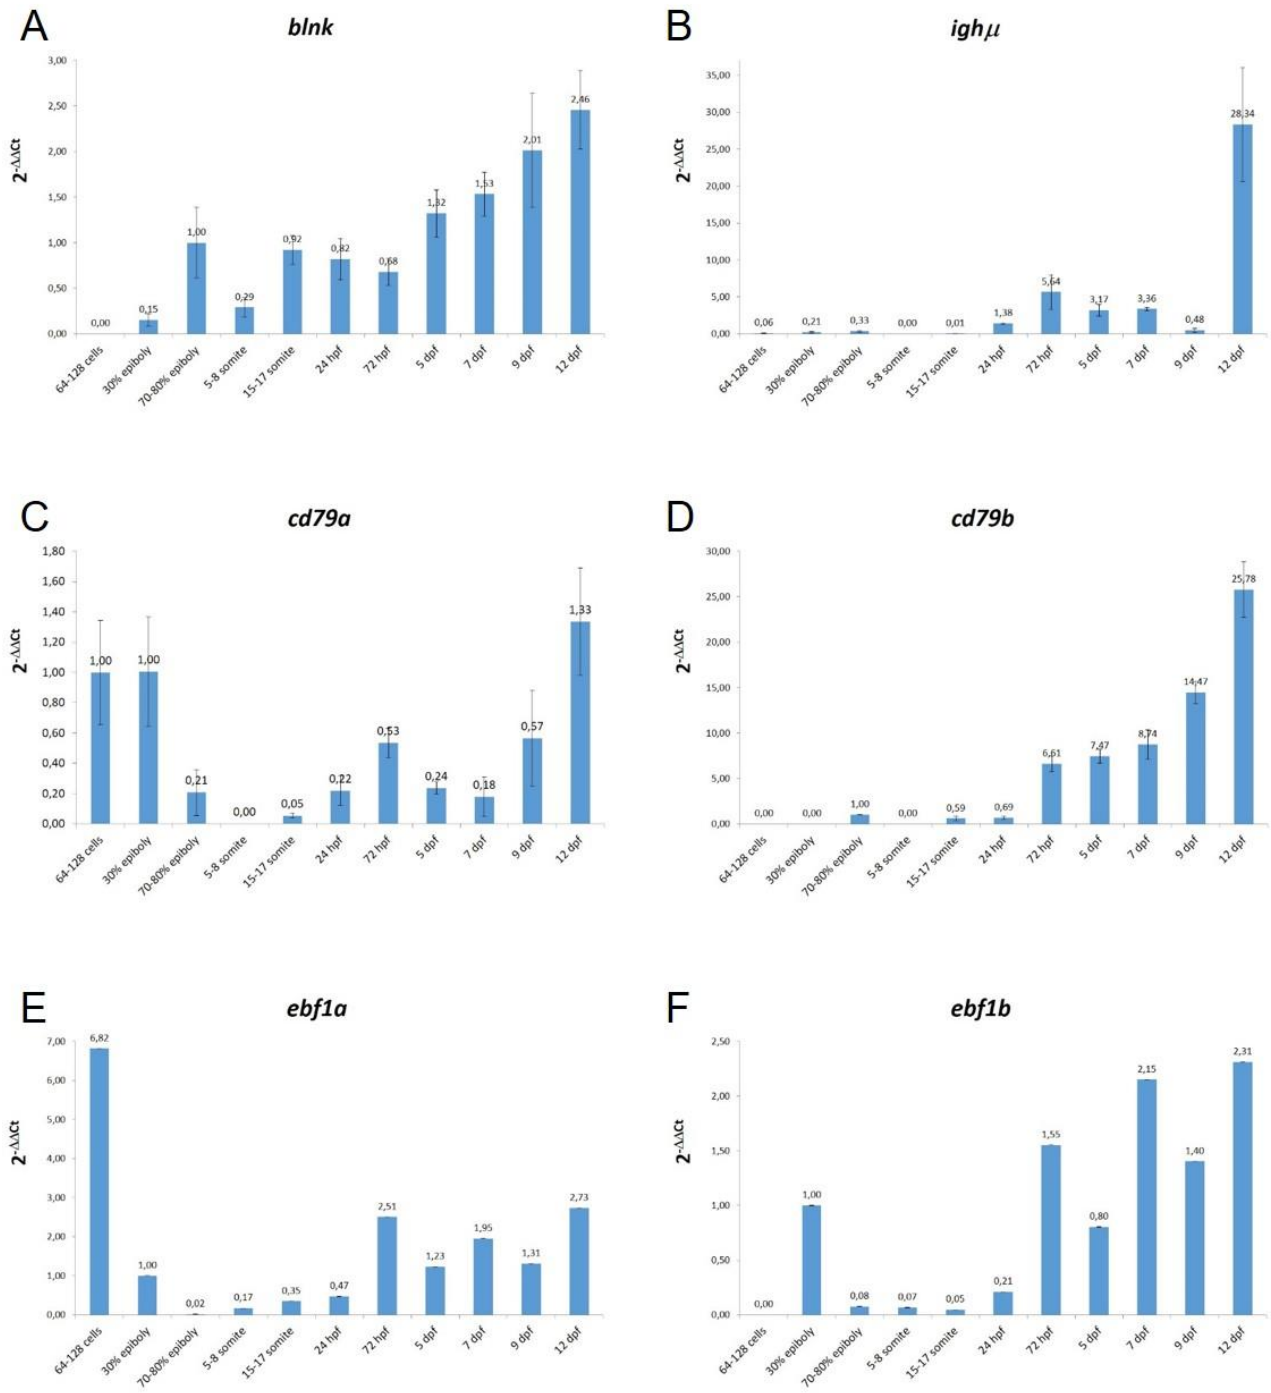 A
blnk
2-ΔΔCt
3,00
2,50
2,00
1,50
1,00
0,50
0,00
0,00
0,15
1,00
0,29
0,92
0,82
0,68
1,32
1,53
2,01
2,46
64-128 cells
30% epiboly
70-80% epiboly
5-8 somite
15-17 somite
24 hpf
72 hpf
5 dpf
7 dpf
9 dpf
12 dpf
B
ighμ
2-ΔΔCt
35,00
30,00
25,00
20,00
15,00
10,00
5,00
0,00
0,06
0,21
0,33
0,00
0,01
1,38
5,64
3,17
3,36
0,48
28,34
64-128 cells
30% epiboly
70-80% epiboly
5-8 somite
15-17 somite
24 hpf
72 hpf
5 dpf
7 dpf
9 dpf
12 dpf
C
cd79a
2-ΔΔCt
1,80
1,60
1,40
1,20
1,00
0,80
0,60
0,40
0,20
0,00
1,00
1,00
0,21
0,00
0,05
0,22
0,53
0,24
0,18
0,57
1,33
64-128 cells
30% epiboly
70-80% epiboly
5-8 somite
15-17 somite
24 hpf
72 hpf
5 dpf
7 dpf
9 dpf
12 dpf
D
cd79b
2-ΔΔCt
30,00
25,00
20,00
15,00
10,00
5,00
0,00
0,00
0,00
1,00
0,00
0,59
0,69
6,61
7,47
8,74
14,47
25,78
64-128 cells
30% epiboly
70-80% epiboly
5-8 somite
15-17 somite
24 hpf
72 hpf
5 dpf
7 dpf
9 dpf
12 dpf
E
ebf1a
2-ΔΔCt
7,00
6,00
5,00
4,00
3,00
2,00
1,00
0,00
6,82
1,00
0,02
0,17
0,35
0,47
2,51
1,23
1,95
1,31
2,73
64-128 cells
30% epiboly
70-80% epiboly
5-8 somite
15-17 somite
24 hpf
72 hpf
5 dpf
7 dpf
9 dpf
12 dpf
F
ebf1b
2-ΔΔCt
2,50
2,00
1,50
1,00
0,50
0,00
0,00
1,00
0,08
0,07
0,05
0,21
1,55
0,80
2,15
1,40
2,31
64-128 cells
30% epiboly
70-80% epiboly
5-8 somite
15-17 somite
24 hpf
72 hpf
5 dpf
7 dpf
9 dpf
12 dpf